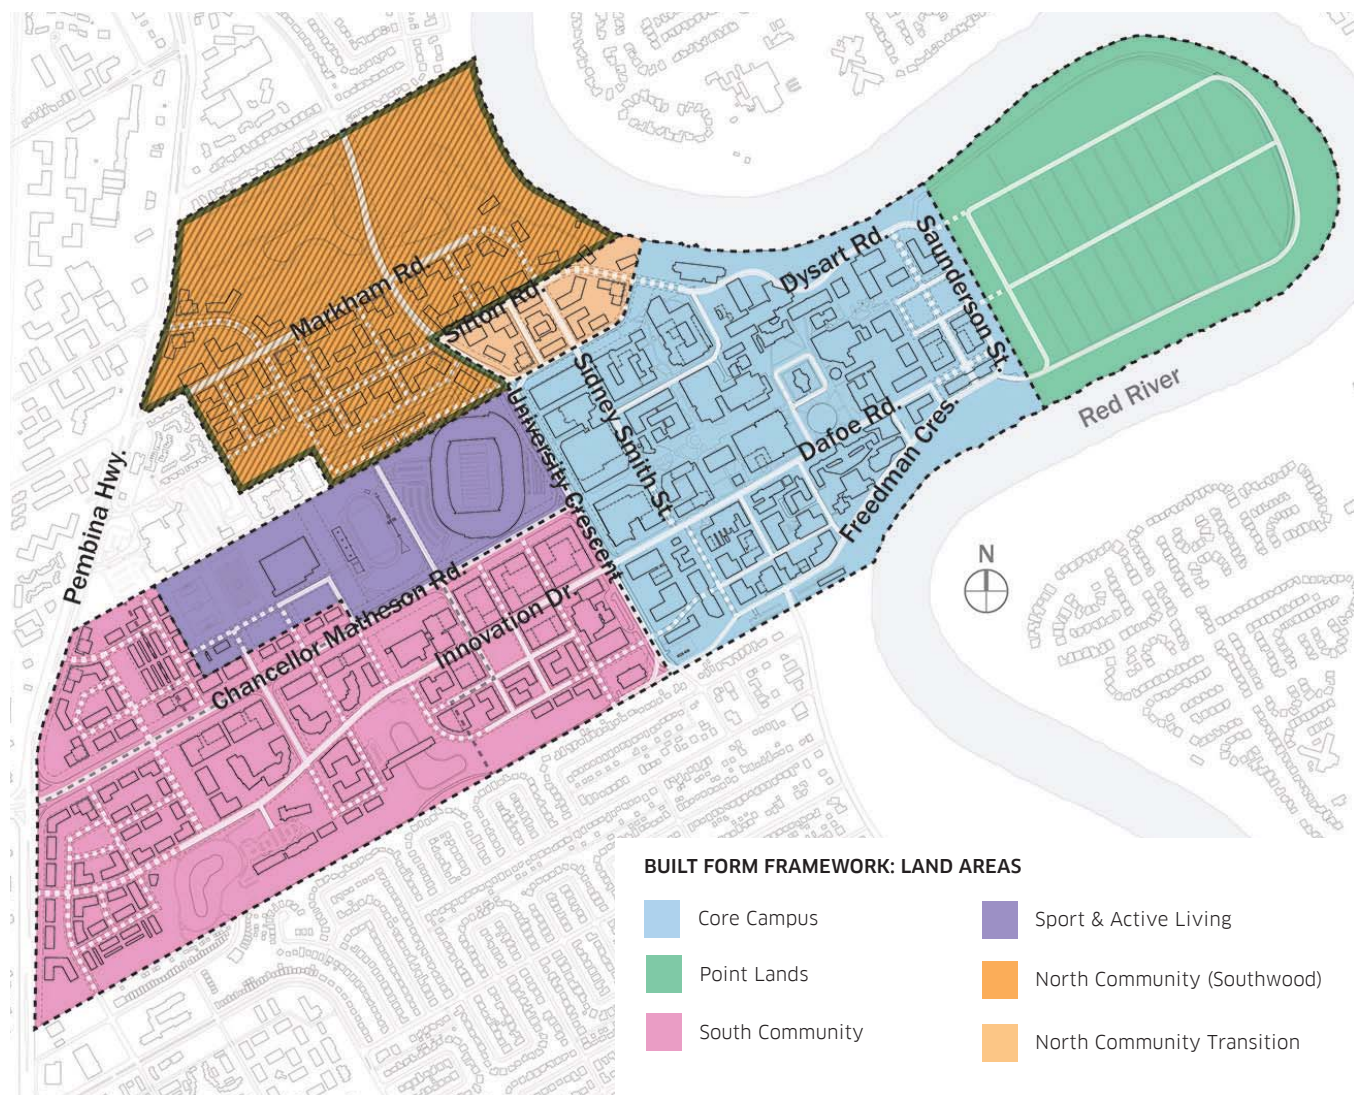 Markham Rd.
Sifton Rd.
Dysart Rd.
Saunderson St.
Sidney Smith St.
University Crescent
Dafoe Rd.
Freedman Cres.
Red River
Pembina Hwy.
Chancellor-Matheson Rd.
Innovation Dr.
N
BUILT FORM FRAMEWORK: LAND AREAS
Core Campus
Point Lands
South Community
Sport & Active Living
North Community (Southwood)
North Community Transition